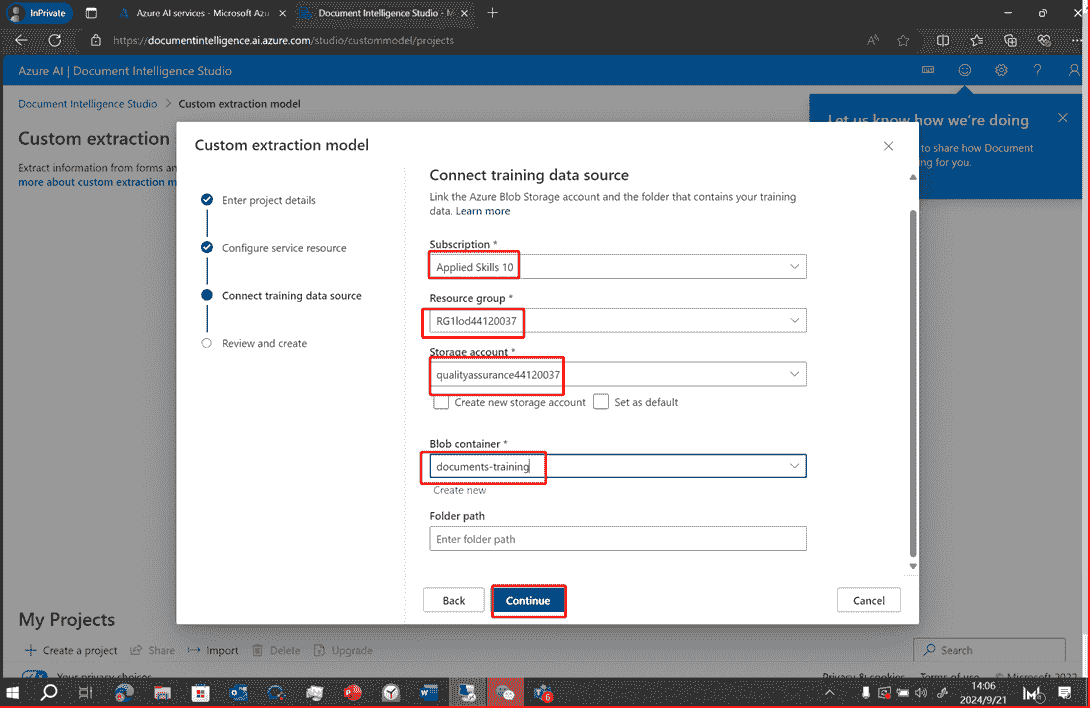 InPrivate
Azure AI services - Microsoft Azu
Document Intelligence Studio - M
https://documentintelligence.ai.azure.com/studio/custommodel/projects
Azure AI | Document Intelligence Studio
Document Intelligence Studio > Custom extraction model
Let us know how we're doing
Custom extraction
to share how Document
ng for you.
Extract information from forms an
more about custom extraction m
Custom extraction model
Enter project details
Configure service resource
Connect training data source
Review and create
Connect training data source
Link the Azure Blob Storage account and the folder that contains your training
data. Learn more
Subscription *
Applied Skills 10
Resource group *
RG1lod44120037
Storage account *
qualityassurance44120037
Create new storage account
Set as default
Blob container *
documents-training
Create new
Folder path
Enter folder path
Back
Continue
Cancel
My Projects
Create a project
Share
Import
Delete
Upgrade
Search
Your privacy choices
Privacy & cookies
Terms of use
© Microsoft 2023
14:06
2024/9/21